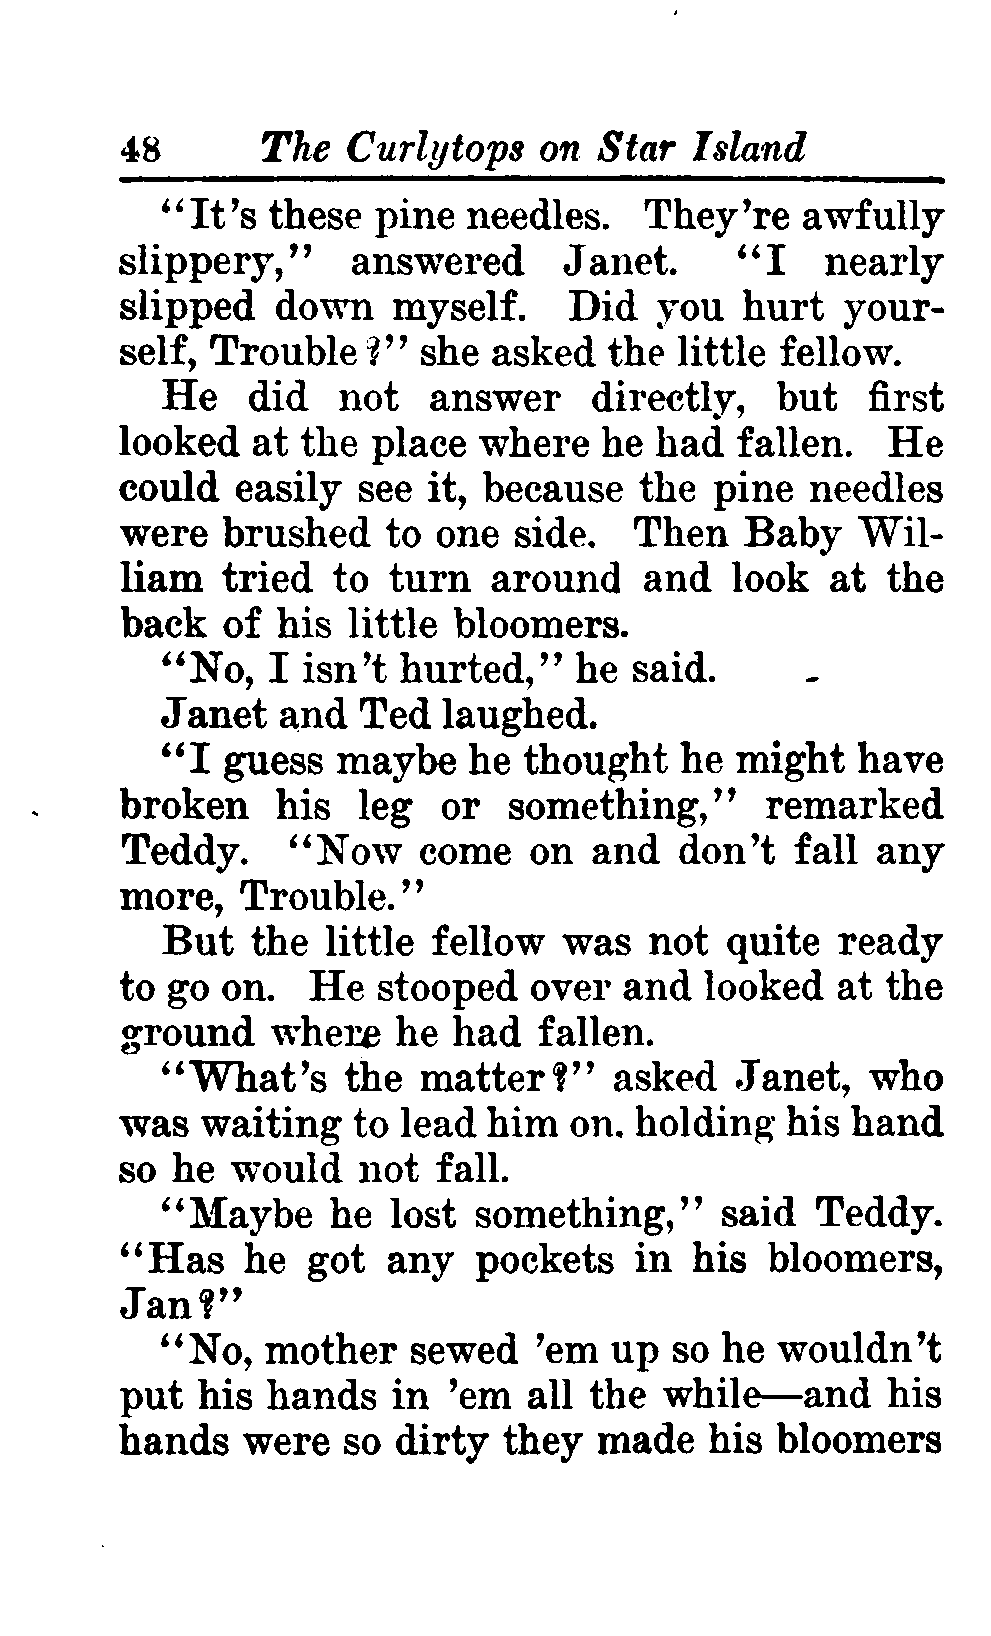 48 The Curlytops on Star Island
"It's these pine needles. They're awfully
slippery," answered Janet. "I nearly
slipped down myself. Did you hurt your-
self, Trouble?" she asked the little fellow.
He did not answer directly, but first
looked at the place where he had fallen. He
could easily see it, because the pine needles
were brushed to one side. Then Baby Wil-
liam tried to turn around and look at the
back of his little bloomers.
"No, I isn't hurted," he said.
Janet and Ted laughed.
"I guess maybe he thought he might have
broken his leg or something," remarked
Teddy. "Now come on and don't fall any
more, Trouble."
But the little fellow was not quite ready
to go on. He stooped over and looked at the
ground where he had fallen.
"What's the matter?" asked Janet, who
was waiting to lead him on. holding his hand
so he would not fall.
"Maybe he lost something," said Teddy.
"Has he got any pockets in his bloomers,
Jan?"
"No, mother sewed 'em up so he wouldn't
put his hands in 'em all the while—and his
hands were so dirty they made his bloomers